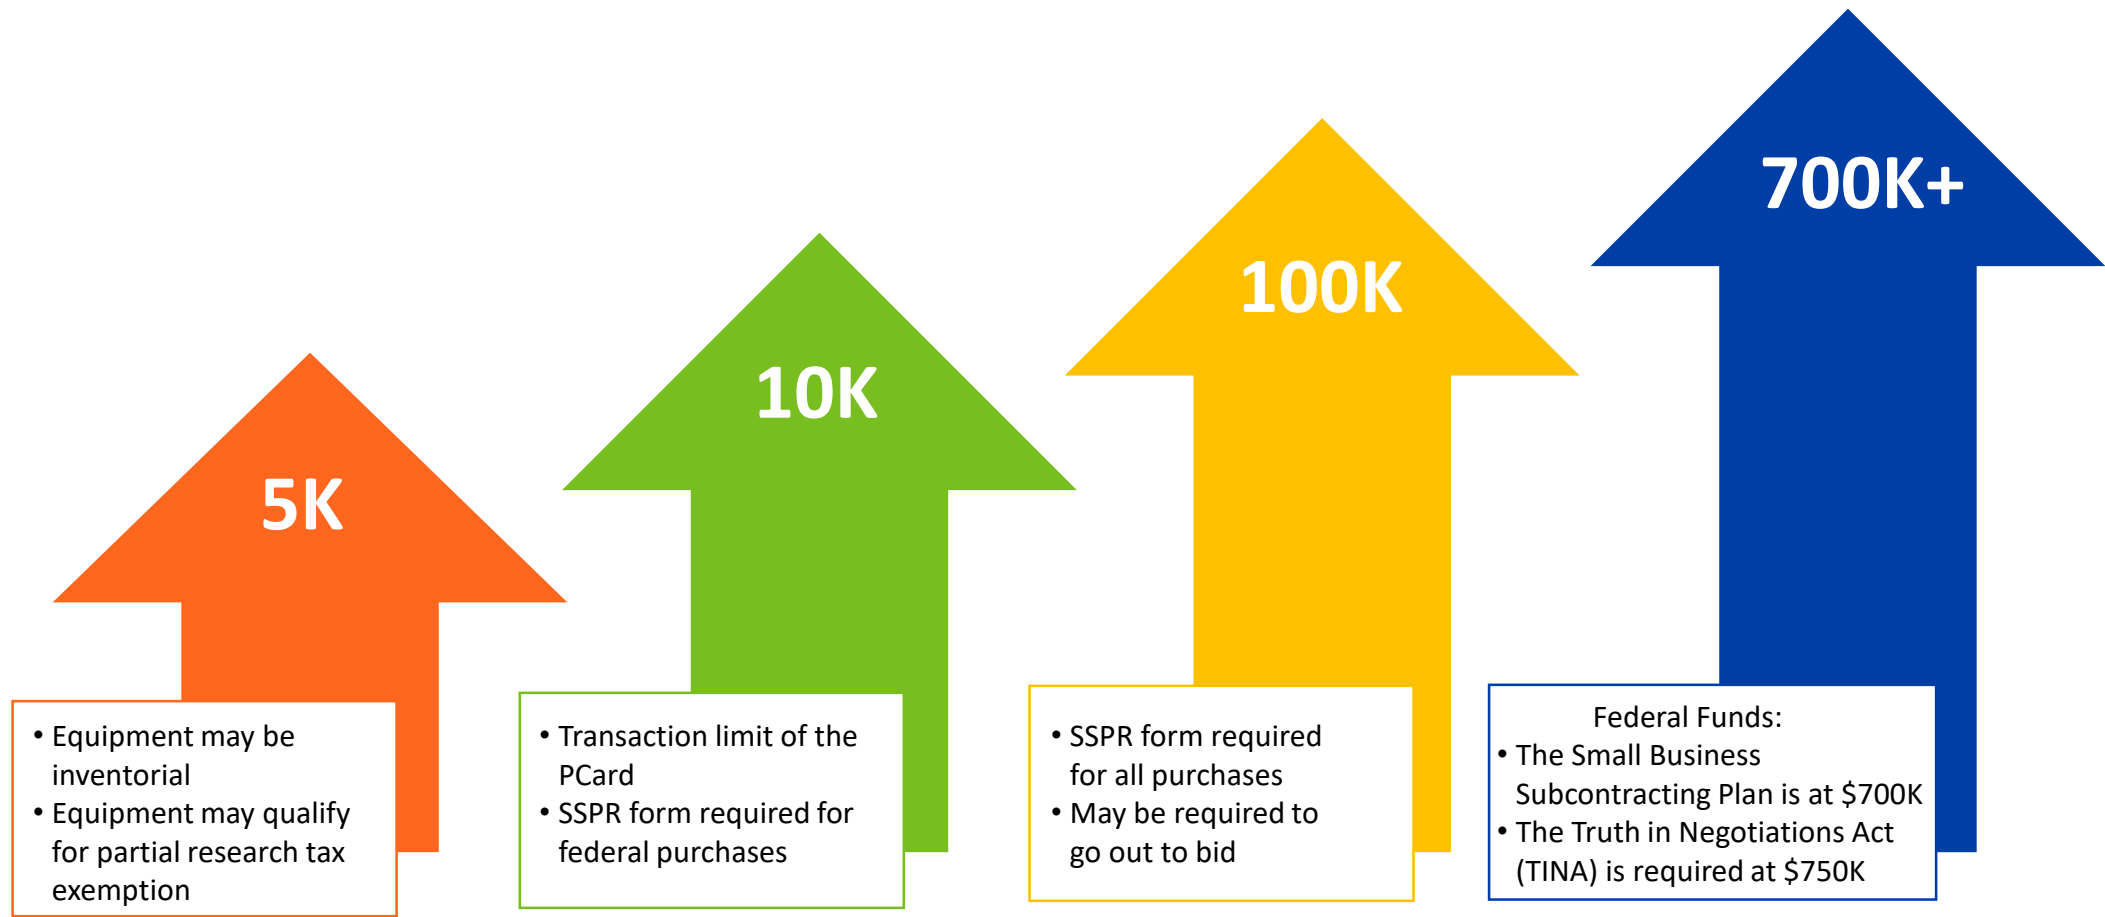 5K
• Equipment may be
inventorial
• Equipment may qualify
for partial research tax
exemption
10K
• Transaction limit of the
PCard
• SSPR form required for
federal purchases
100K
• SSPR form required
for all purchases
• May be required to
go out to bid
700K+
Federal Funds:
• The Small Business
Subcontracting Plan is at $700K
• The Truth in Negotiations Act
(TINA) is required at $750K